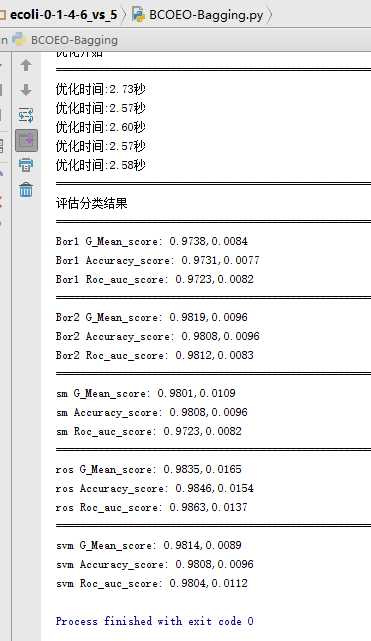 ecoli-0-1-4-6_vs_5
BCOEO-Bagging.py
BCOEO-Bagging
优化开始
优化时间:2.73秒
优化时间:2.57秒
优化时间:2.60秒
优化时间:2.57秒
优化时间:2.58秒
评估分类结果
Bor1 G_Mean_score: 0.9738,0.0084
Bor1 Accuracy_score: 0.9731,0.0077
Bor1 Roc_auc_score: 0.9723,0.0082
Bor2 G_Mean_score: 0.9819,0.0096
Bor2 Accuracy_score: 0.9808,0.0096
Bor2 Roc_auc_score: 0.9812,0.0083
sm G_Mean_score: 0.9801,0.0109
sm Accuracy_score: 0.9808,0.0096
sm Roc_auc_score: 0.9723,0.0082
ros G_Mean_score: 0.9835,0.0165
ros Accuracy_score: 0.9846,0.0154
ros Roc_auc_score: 0.9863,0.0137
svm G_Mean_score: 0.9814,0.0089
svm Accuracy_score: 0.9808,0.0096
svm Roc_auc_score: 0.9804,0.0112
Process finished with exit code 0